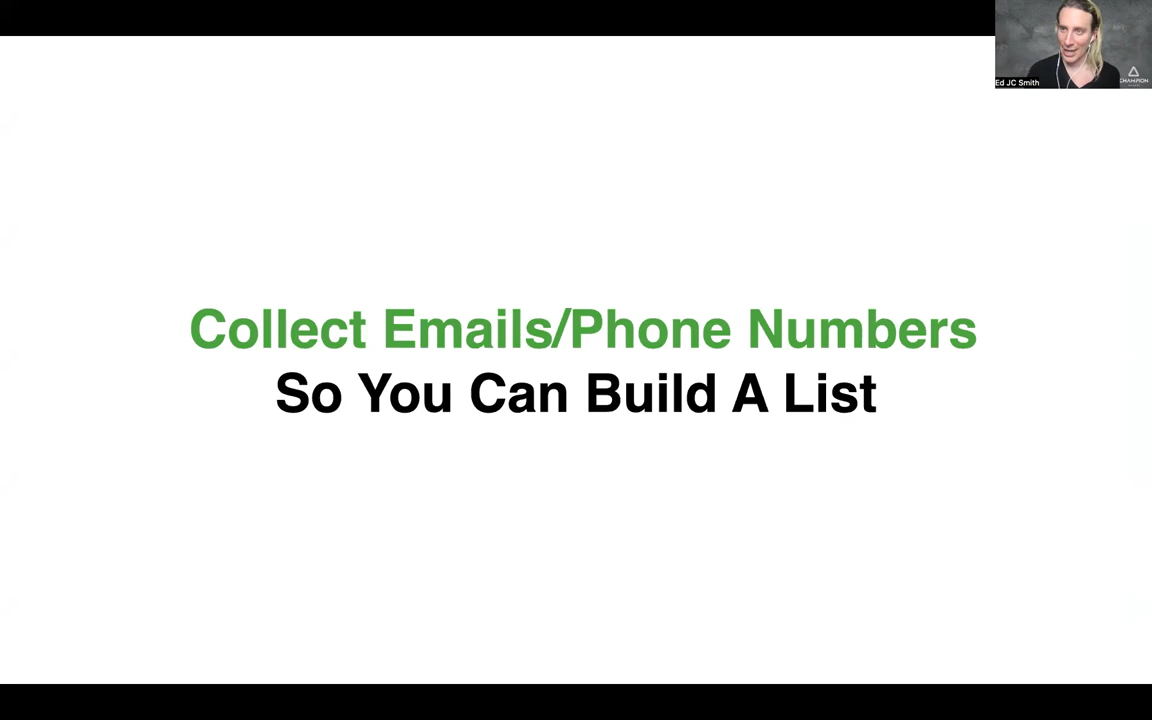 Ed JC Smith
CHAMPION
Collect Emails/Phone Numbers
So You Can Build A List